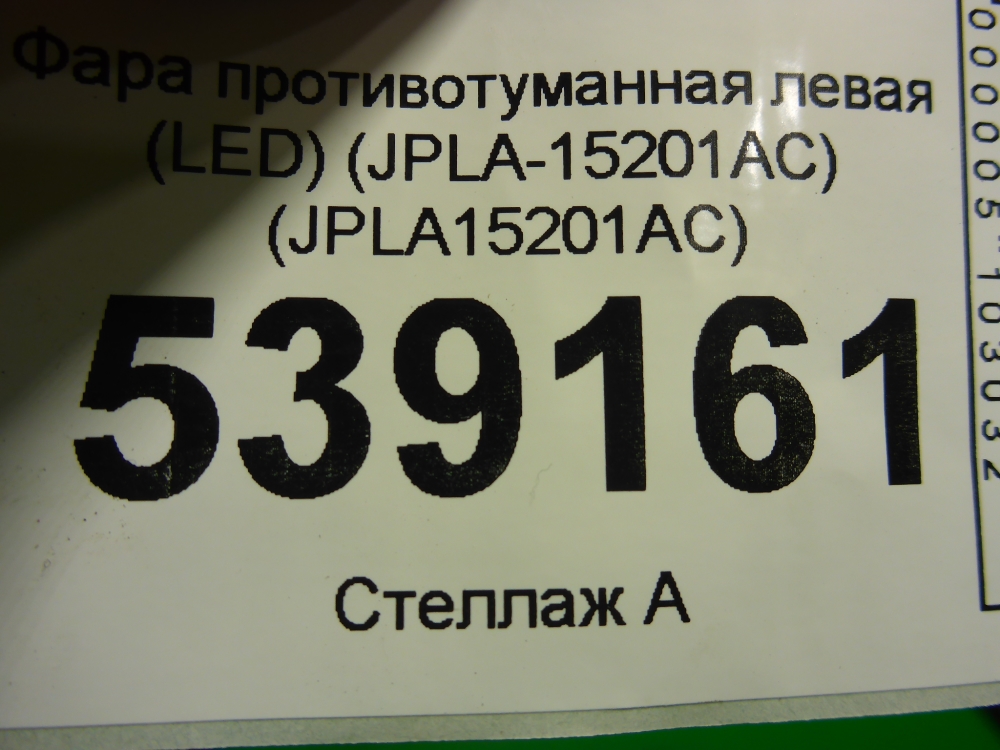 Фара противотуманная левая
(LED) (JPLA-15201AC)
(JPLA15201AC)
539161
Стеллаж А